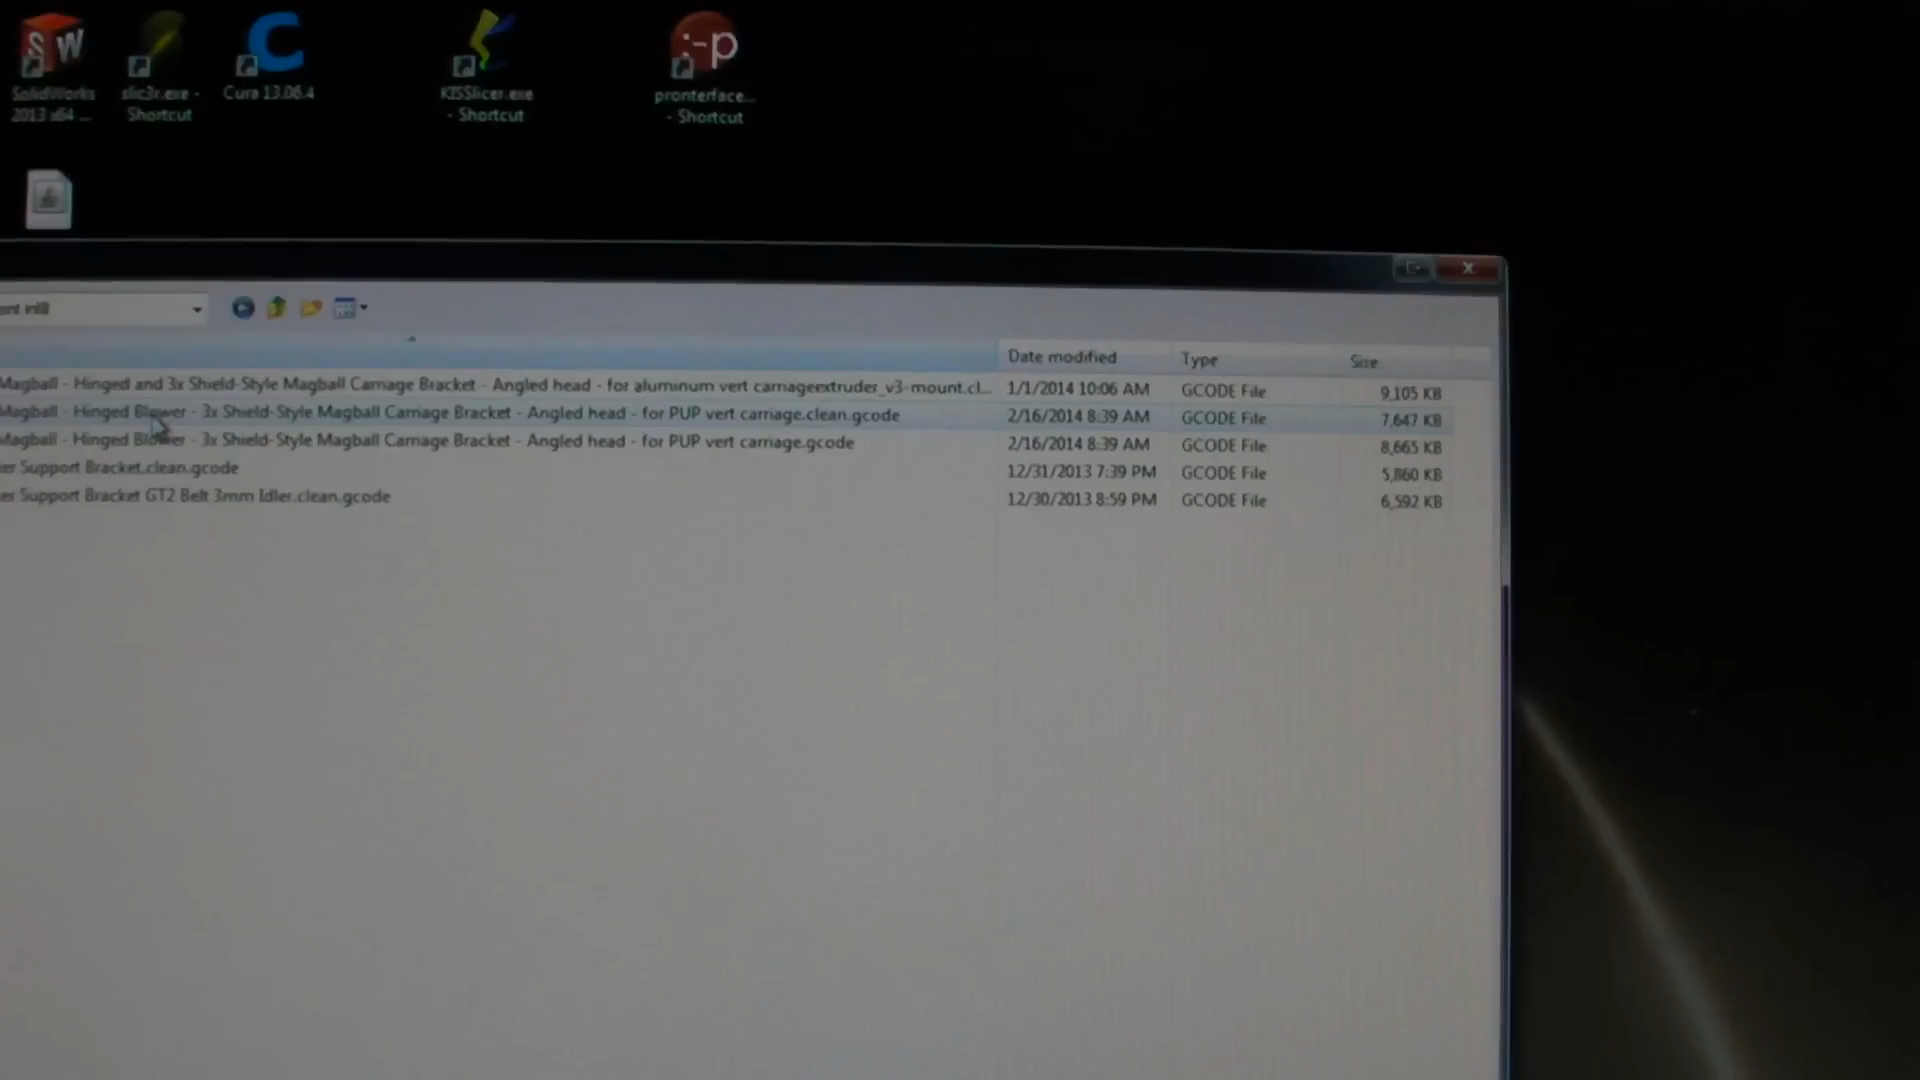 SolidWorks
2013 x64 ...
slic3r.exe -
Shortcut
Cura 13.06.4
KISSlicer.exe
- Shortcut
:-p
pronterface...
- Shortcut
ent infill
Date modified
Type
Size
Magball - Hinged and 3x Shield-Style Magball Carriage Bracket - Angled head - for aluminum vert carriageextruder_v3-mount.cl... 1/1/2014 10:06 AM GCODE File 9,105 KB
Magball - Hinged Blower - 3x Shield-Style Magball Carriage Bracket - Angled head - for PUP vert carriage.clean.gcode 2/16/2014 8:39 AM GCODE File 7,647 KB
Magball - Hinged Blower - 3x Shield-Style Magball Carriage Bracket - Angled head - for PUP vert carriage.gcode 2/16/2014 8:39 AM GCODE File 8,665 KB
er Support Bracket.clean.gcode 12/31/2013 7:39 PM GCODE File 5,860 KB
er Support Bracket GT2 Belt 3mm Idler.clean.gcode 12/30/2013 8:59 PM GCODE File 6,592 KB